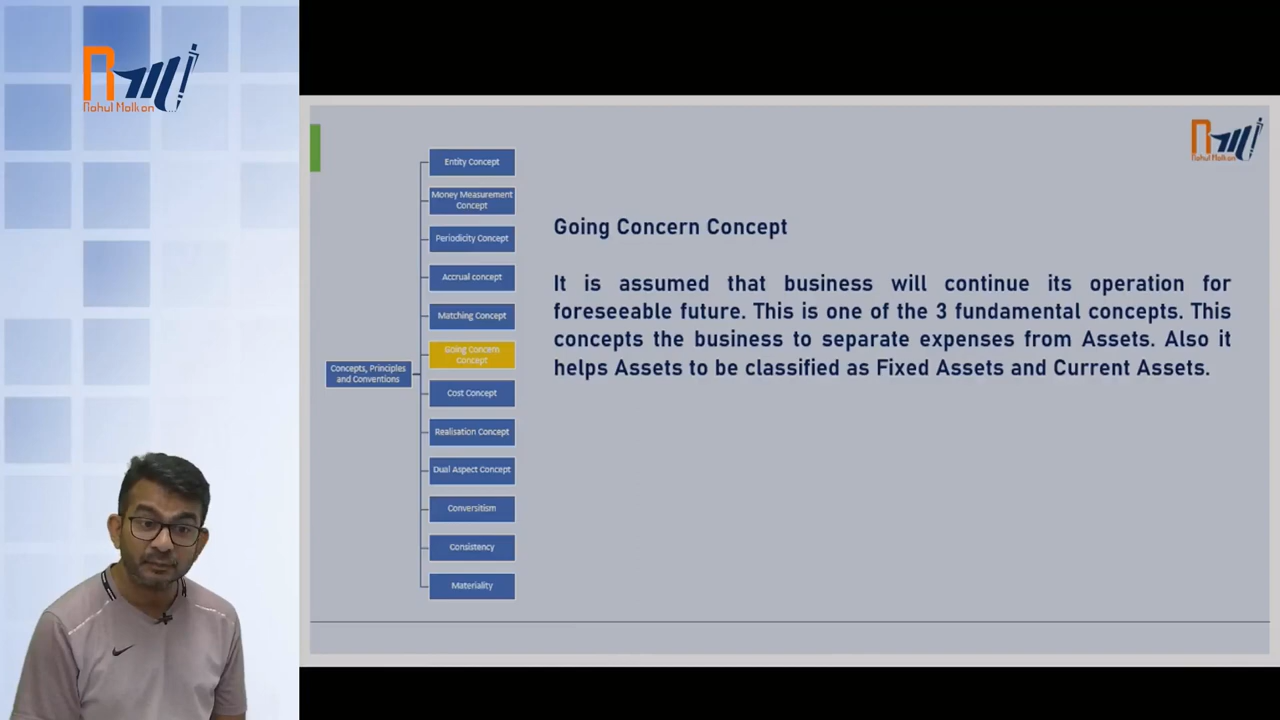 Rahul Malkan
Rahul Malkan
Entity Concept
Money Measurement
Concept
Periodicity Concept
Accrual concept
Matching Concept
Going Concern
Concept
Concepts, Principles
and Conventions
Cost Concept
Realisation Concept
Dual Aspect Concept
Conversitism
Consistency
Materiality
Going Concern Concept
It is assumed that business will continue its operation for
foreseeable future. This is one of the 3 fundamental concepts. This
concepts the business to separate expenses from Assets. Also it
helps Assets to be classified as Fixed Assets and Current Assets.